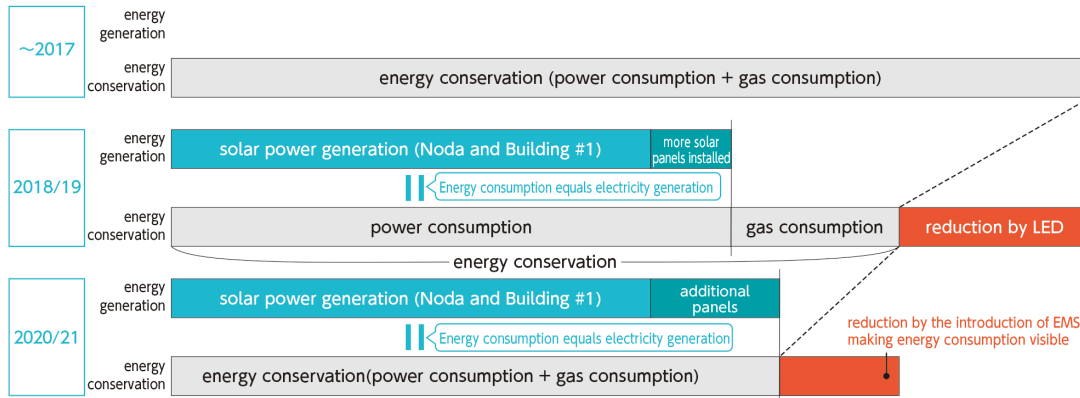 ~2017
energy
generation
energy
conservation
energy conservation (power consumption + gas consumption)
2018/19
energy
generation
solar power generation (Noda and Building #1)
more solar
panels installed
Energy consumption equals electricity generation
energy
conservation
power consumption
gas consumption
reduction by LED
energy conservation
2020/21
energy
generation
solar power generation (Noda and Building #1)
additional
panels
Energy consumption equals electricity generation
reduction by the introduction of EMS
making energy consumption visible
energy
conservation
energy conservation(power consumption + gas consumption)